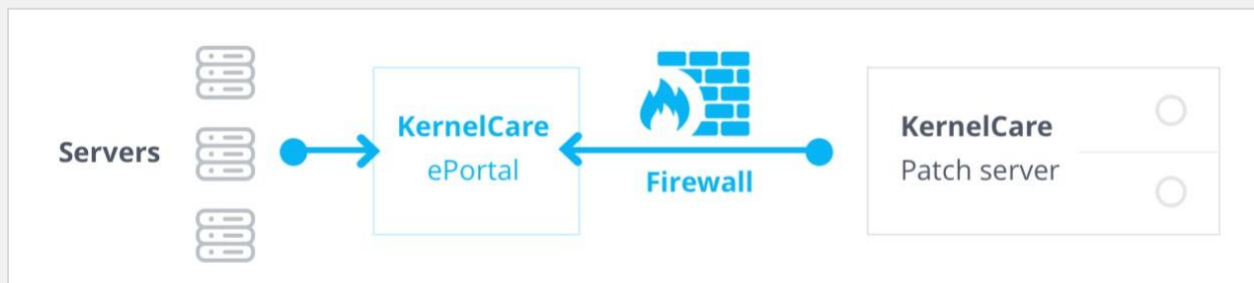 Servers
KernelCare
ePortal
Firewall
KernelCare
Patch server